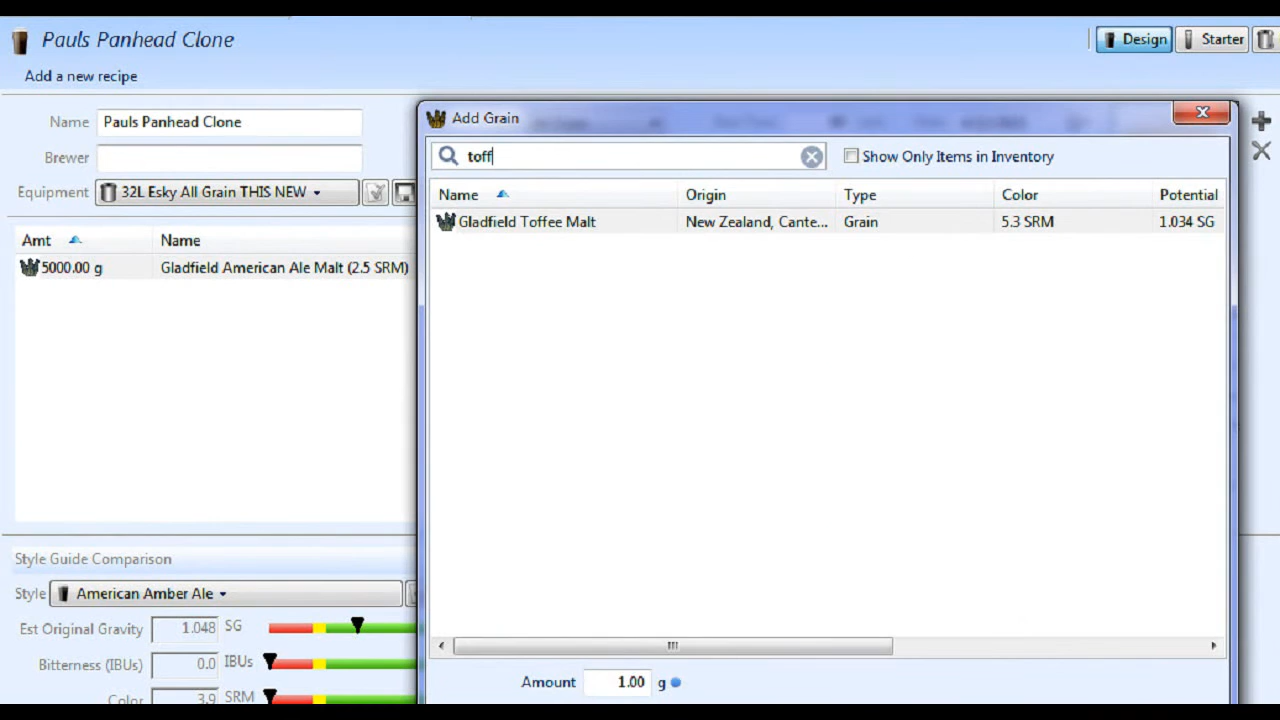 Pauls Panhead Clone
Design
Starter
Add a new recipe
Name Pauls Panhead Clone
Brewer
Equipment 32L Esky All Grain THIS NEW
Amt Name
5000.00 g Gladfield American Ale Malt (2.5 SRM)
Style Guide Comparison
Style American Amber Ale
Est Original Gravity 1.048 SG
Bitterness (IBUs) 0.0 IBUs
Color 3.9 SRM
Add Grain
toff
Show Only Items in Inventory
Name Origin Type Color Potential
Gladfield Toffee Malt New Zealand, Cante... Grain 5.3 SRM 1.034 SG
Amount 1.00 g